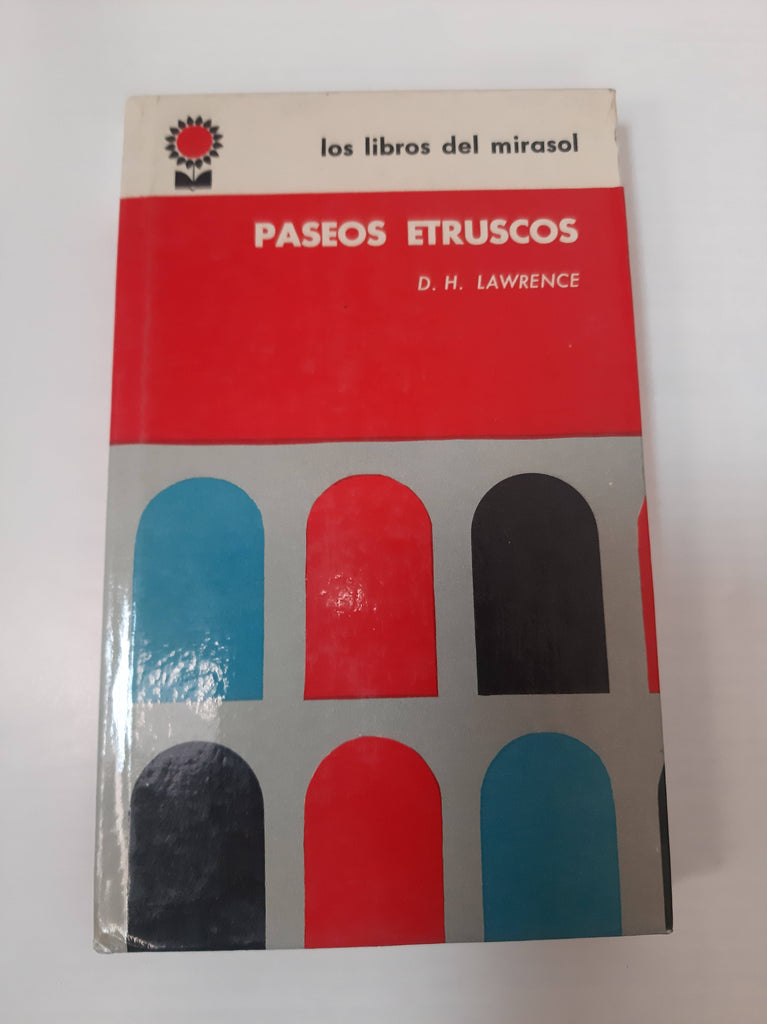 los libros del mirasol
PASEOS ETRUSCOS
D. H. LAWRENCE